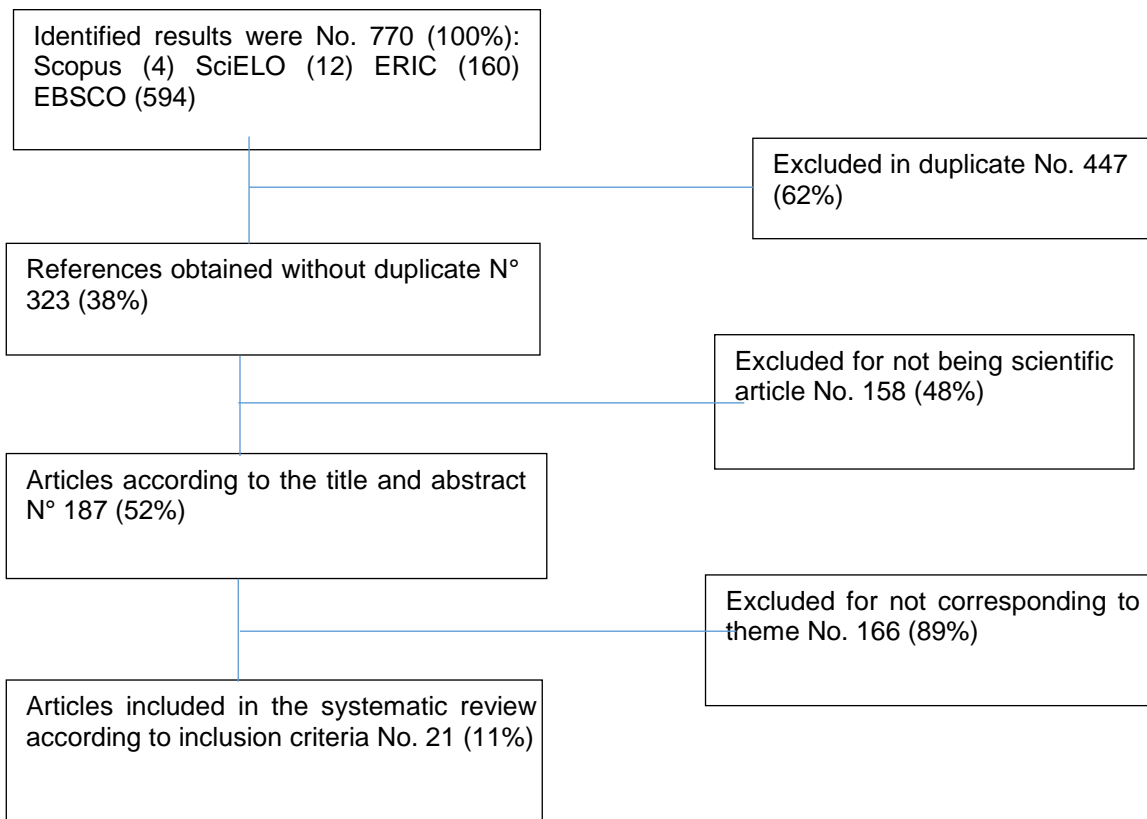 Identified results were No. 770 (100%):
Scopus (4) SciELO (12) ERIC (160)
EBSCO (594)
Excluded in duplicate No. 447
(62%)
References obtained without duplicate N°
323 (38%)
Excluded for not being scientific
article No. 158 (48%)
Articles according to the title and abstract
N° 187 (52%)
Excluded for not corresponding to
theme No. 166 (89%)
Articles included in the systematic review
according to inclusion criteria No. 21 (11%)